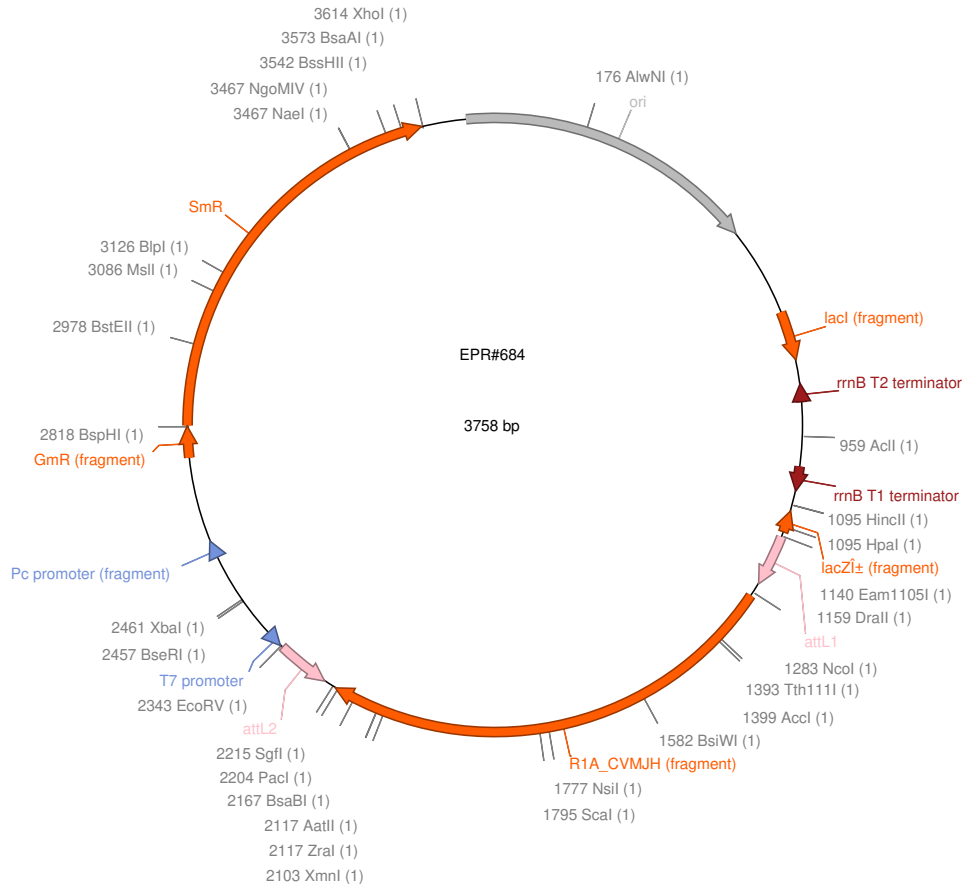 3614 XhoI (1)
3573 BsaAI (1)
3542 BssHII (1)
3467 NgoMIV (1)
3467 NaeI (1)
176 AlwNI (1)
ori
SmR
3126 BlpI (1)
3086 MslI (1)
2978 BstEII (1)
2818 BspHI (1)
GmR (fragment)
EPR#684
3758 bp
lacI (fragment)
rrnB T2 terminator
959 AclI (1)
rrnB T1 terminator
1095 HincII (1)
1095 HpaI (1)
lacZÎ± (fragment)
1140 Eam1105I (1)
1159 DraII (1)
attL1
1283 NcoI (1)
1393 Tth111I (1)
1399 AccI (1)
1582 BsiWI (1)
R1A_CVMJH (fragment)
1777 NsiI (1)
1795 ScaI (1)
Pc promoter (fragment)
2461 XbaI (1)
2457 BseRI (1)
T7 promoter
2343 EcoRV (1)
attL2
2215 SgfI (1)
2204 PacI (1)
2167 BsaBI (1)
2117 AatII (1)
2117 ZraI (1)
2103 XmnI (1)